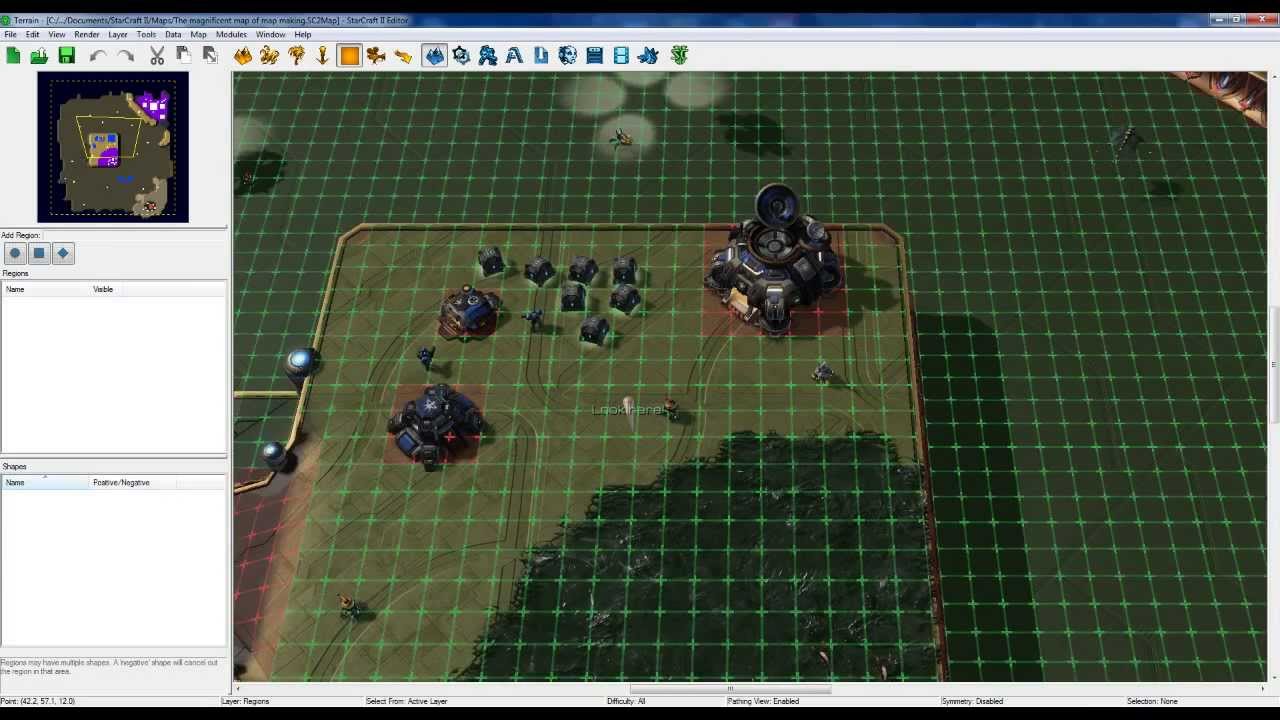 Terrain - [C:/.../Documents/StarCraft II/Maps/The magnificent map of map making.SC2Map] - StarCraft II Editor
File Edit View Render Layer Tools Data Map Modules Window Help
Add Region:
Regions
Name Visible
Look here!
Shapes
Name Positive/Negative
Regions may have multiple shapes. A 'negative' shape will cancel out
the region in that area.
Point: (42.2, 57.1, 12.0) Layer: Regions Select From: Active Layer Difficulty: All Pathing View: Enabled Symmetry: Disabled Selection: None